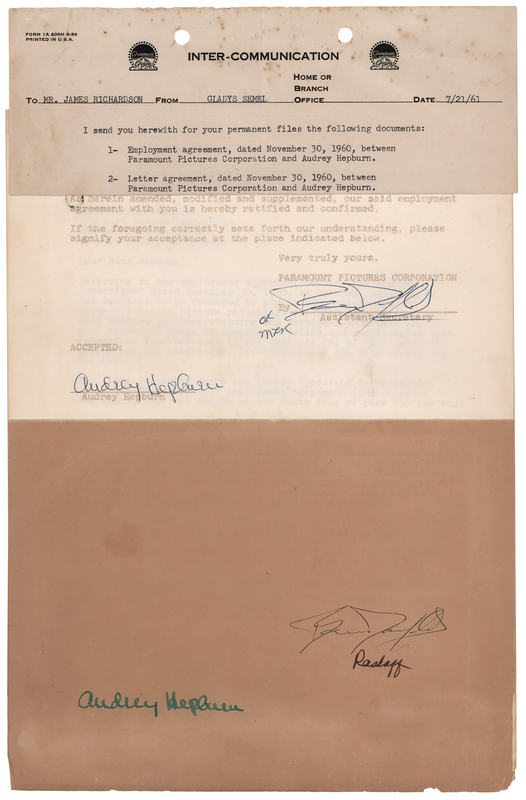 FORM 1A 200M 8-59
PRINTED IN U.S.A.
Paramount Pictures
INTER-COMMUNICATION
Paramount Pictures
HOME OR
BRANCH
TO MR. JAMES RICHARDSON FROM GLADYS SEMEL OFFICE DATE 7/21/61
I send you herewith for your permanent files the following documents:
1- Employment agreement, dated November 30, 1960, between
Paramount Pictures Corporation and Audrey Hepburn.
2- Letter agreement, dated November 30, 1960, between
Paramount Pictures Corporation and Audrey Hepburn.
As herein amended, modified and supplemented, our said employment
agreement with you is hereby ratified and confirmed.
If the foregoing correctly sets forth our understanding, please
signify your acceptance at the place indicated below.
Very truly yours,
PARAMOUNT PICTURES CORPORATION
By
Assistant Secretary
ACCEPTED:
Audrey Hepburn
Audrey Hepburn
Audrey Hepburn